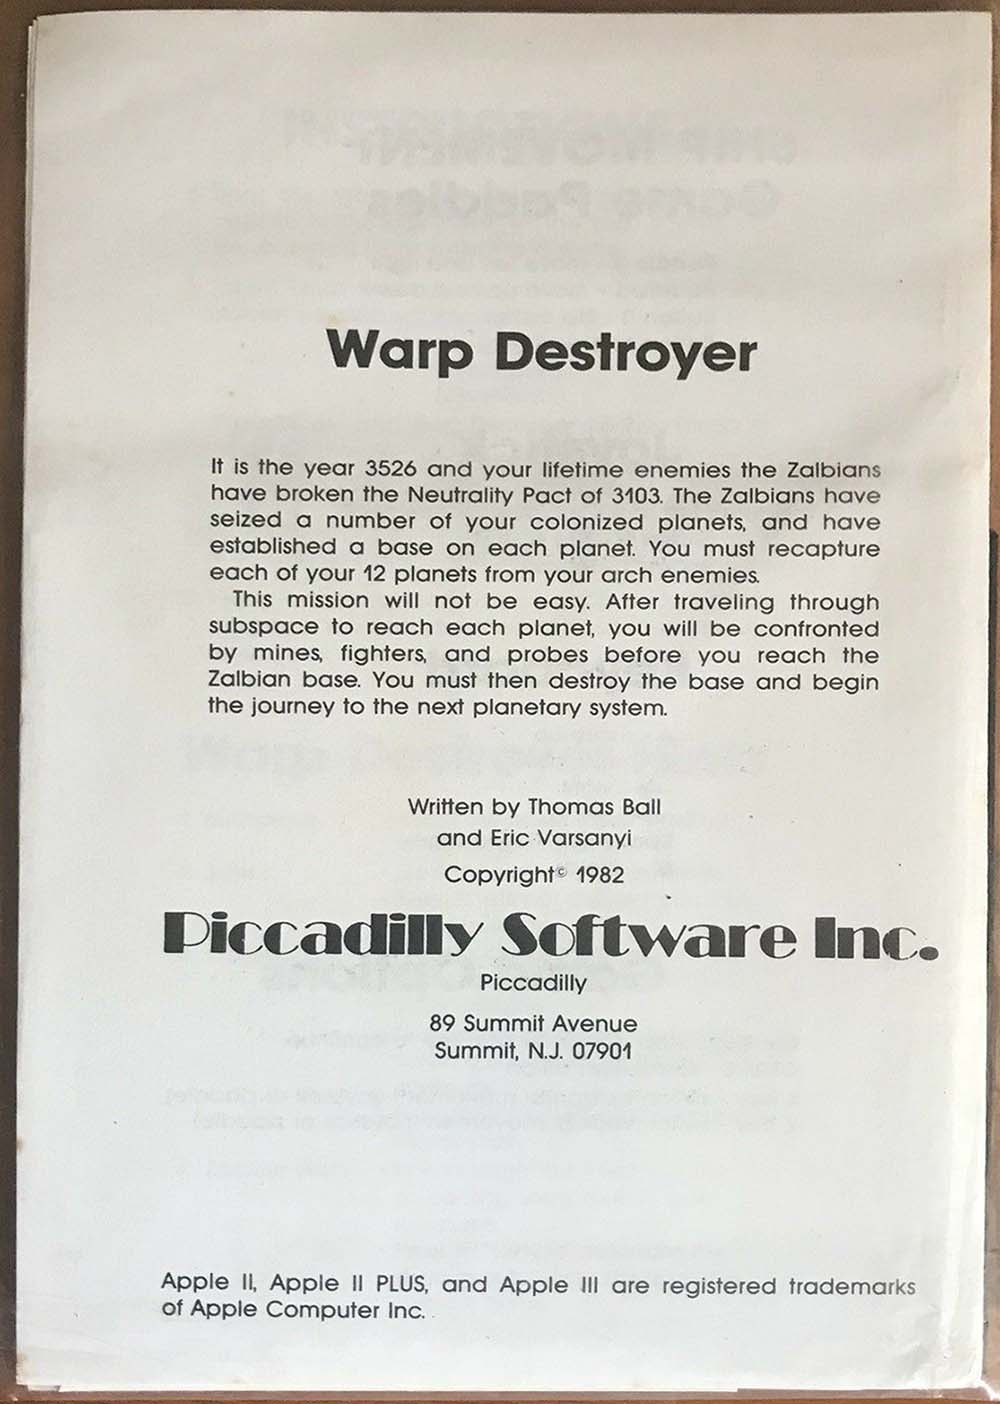 Warp Destroyer
It is the year 3526 and your lifetime enemies the Zalbians
have broken the Neutrality Pact of 3103. The Zalbians have
seized a number of your colonized planets, and have
established a base on each planet. You must recapture
each of your 12 planets from your arch enemies.
This mission will not be easy. After traveling through
subspace to reach each planet, you will be confronted
by mines, fighters, and probes before you reach the
Zalbian base. You must then destroy the base and begin
the journey to the next planetary system.
Written by Thomas Ball
and Eric Varsanyi
Copyright© 1982
Piccadilly Software Inc.
Piccadilly
89 Summit Avenue
Summit, N.J. 07901
Apple II, Apple II PLUS, and Apple III are registered trademarks
of Apple Computer Inc.